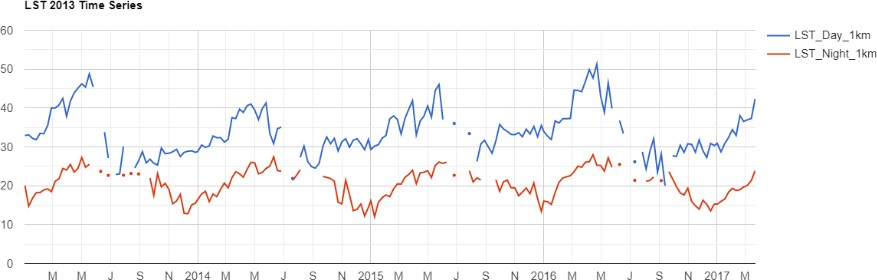 LST 2013 Time Series
60
50
40
30
20
10
0
M M J S N 2014 M M J S N 2015 M M J S N 2016 M M J S N 2017 M
LST_Day_1km
LST_Night_1km